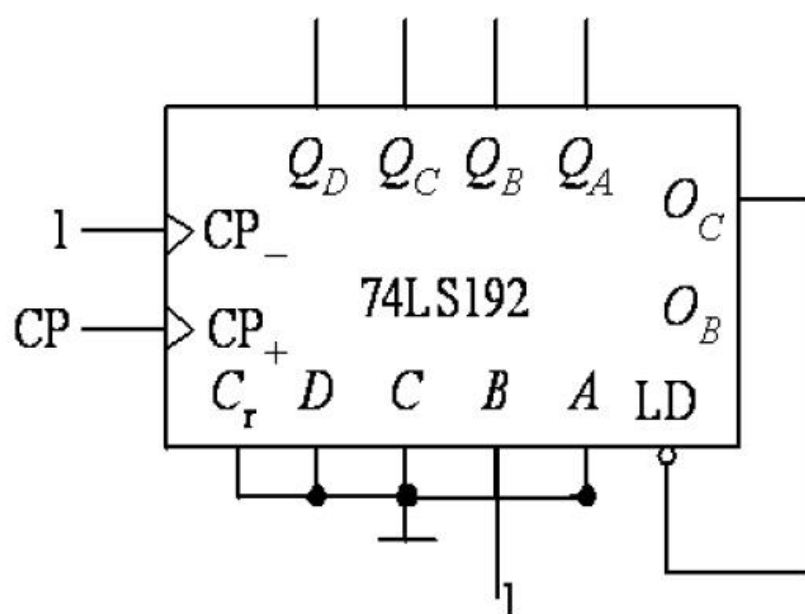 Q_D Q_C Q_B Q_A
O_C
1 CP_-
74LS192
O_B
CP CP_+
C_r D C B A LD
1